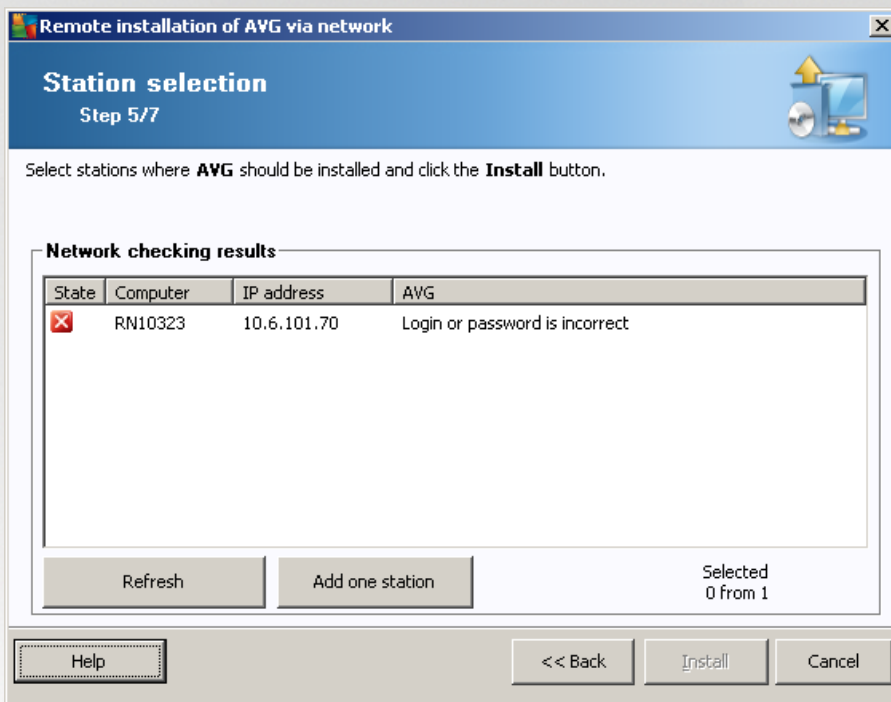 Remote installation of AVG via network
Station selection
Step 5/7
Select stations where AVG should be installed and click the Install button.
Network checking results
State Computer IP address AVG
RN10323 10.6.101.70 Login or password is incorrect
Refresh Add one station Selected
0 from 1
Help << Back Install Cancel